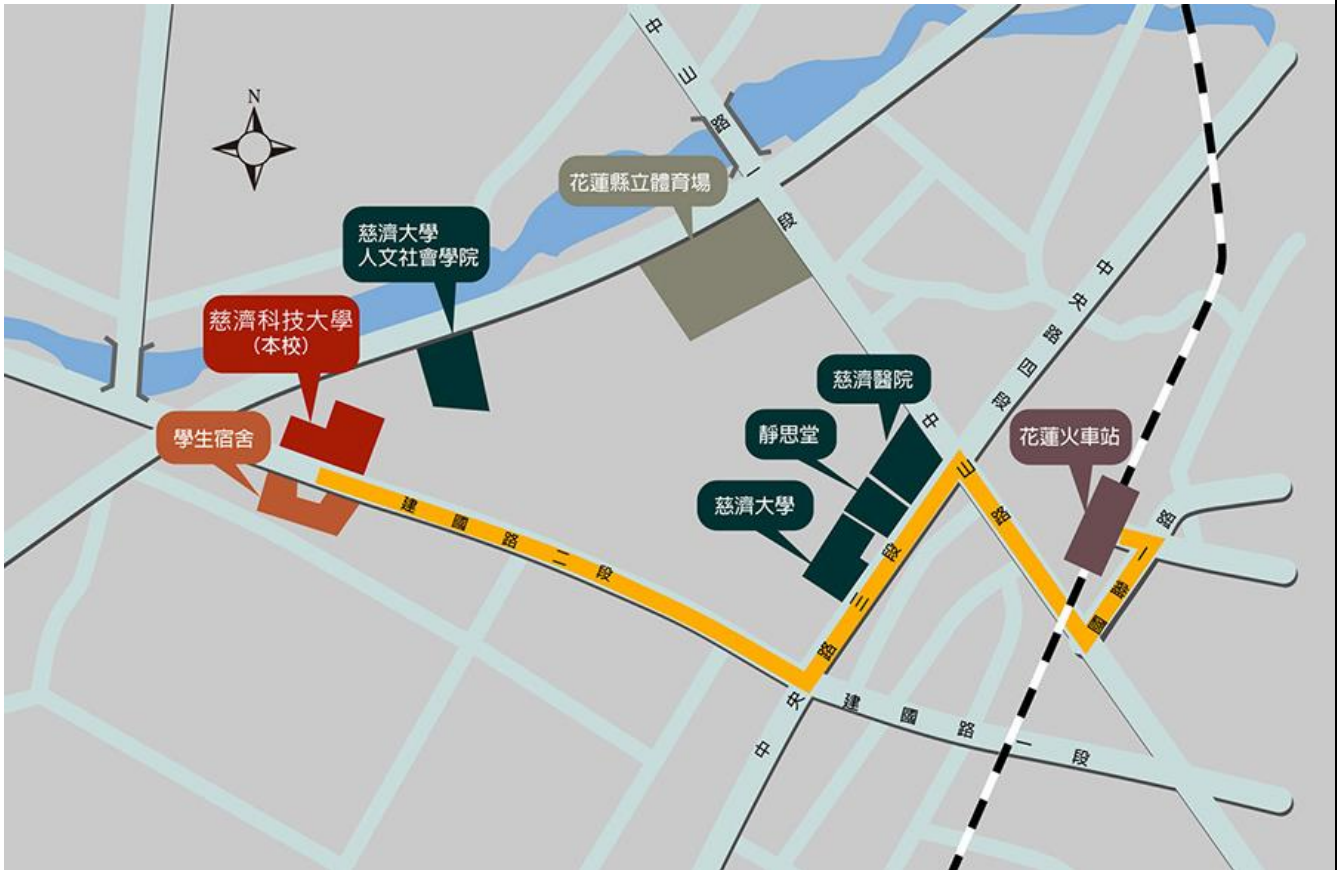 N
中山路一段
花蓮縣立體育場
慈濟大學
人文社會學院
慈濟科技大學
(本校)
學生宿舍
慈濟醫院
靜思堂
慈濟大學
花蓮火車站
中央路四段
中山路
國聯一路
建國路二段
中央路三段
建國路一段